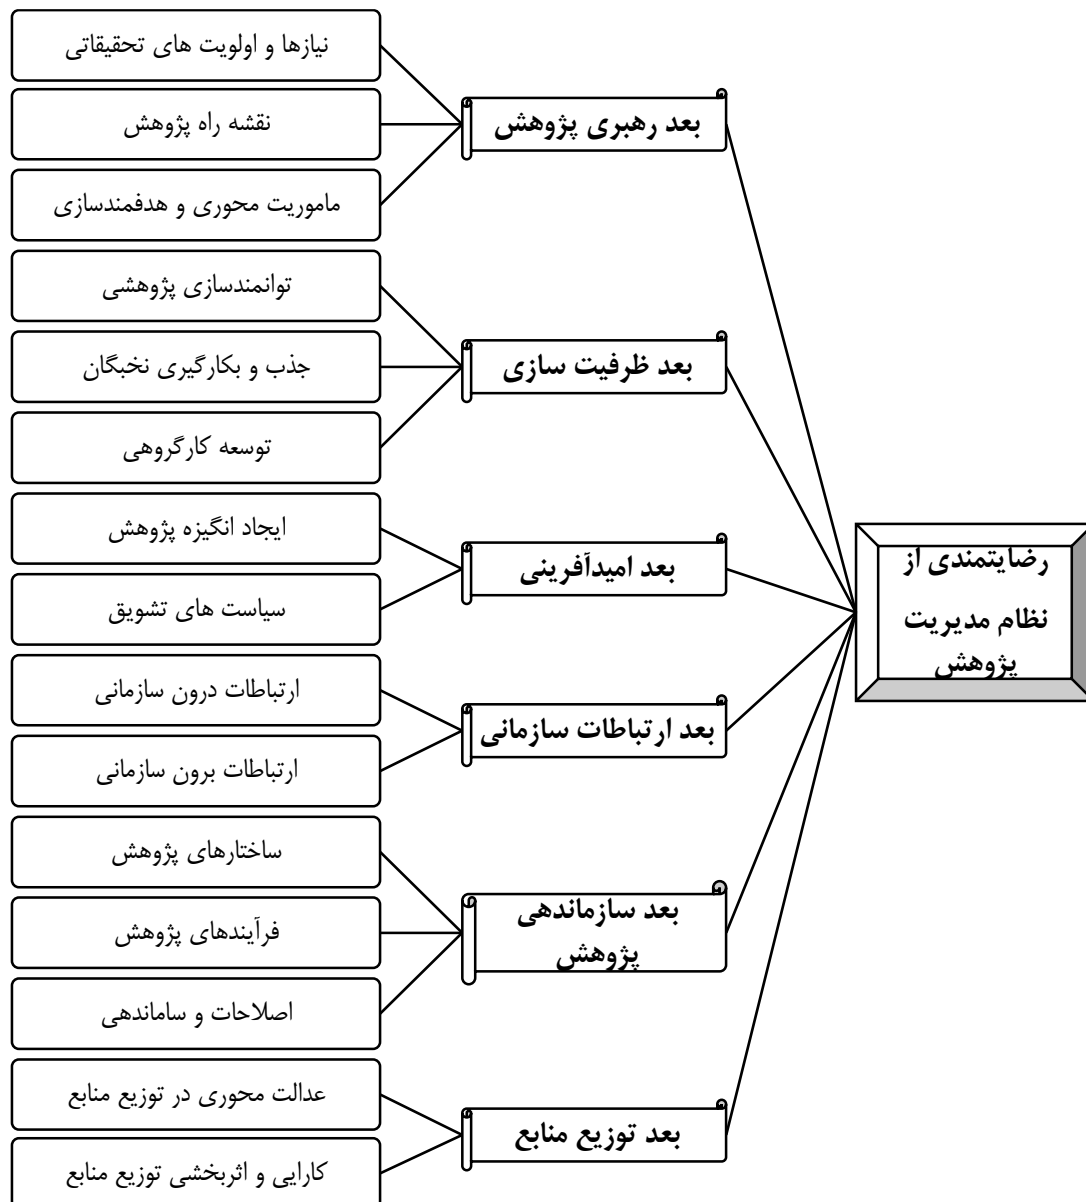 رضایتمندی از
نظام مدیریت
پژوهش
بعد رهبری پژوهش
نیازها و اولویت های تحقیقاتی
نقشه راه پژوهش
ماموریت محوری و هدفمندسازی
بعد ظرفیت سازی
توانمندسازی پژوهشی
جذب و بکارگیری نخبگان
توسعه کارگروهی
بعد امیدآفرینی
ایجاد انگیزه پژوهش
سیاست های تشویق
بعد ارتباطات سازمانی
ارتباطات درون سازمانی
ارتباطات برون سازمانی
بعد سازماندهی
پژوهش
ساختارهای پژوهش
فرآیندهای پژوهش
اصلاحات و ساماندهی
بعد توزیع منابع
عدالت محوری در توزیع منابع
کارایی و اثربخشی توزیع منابع